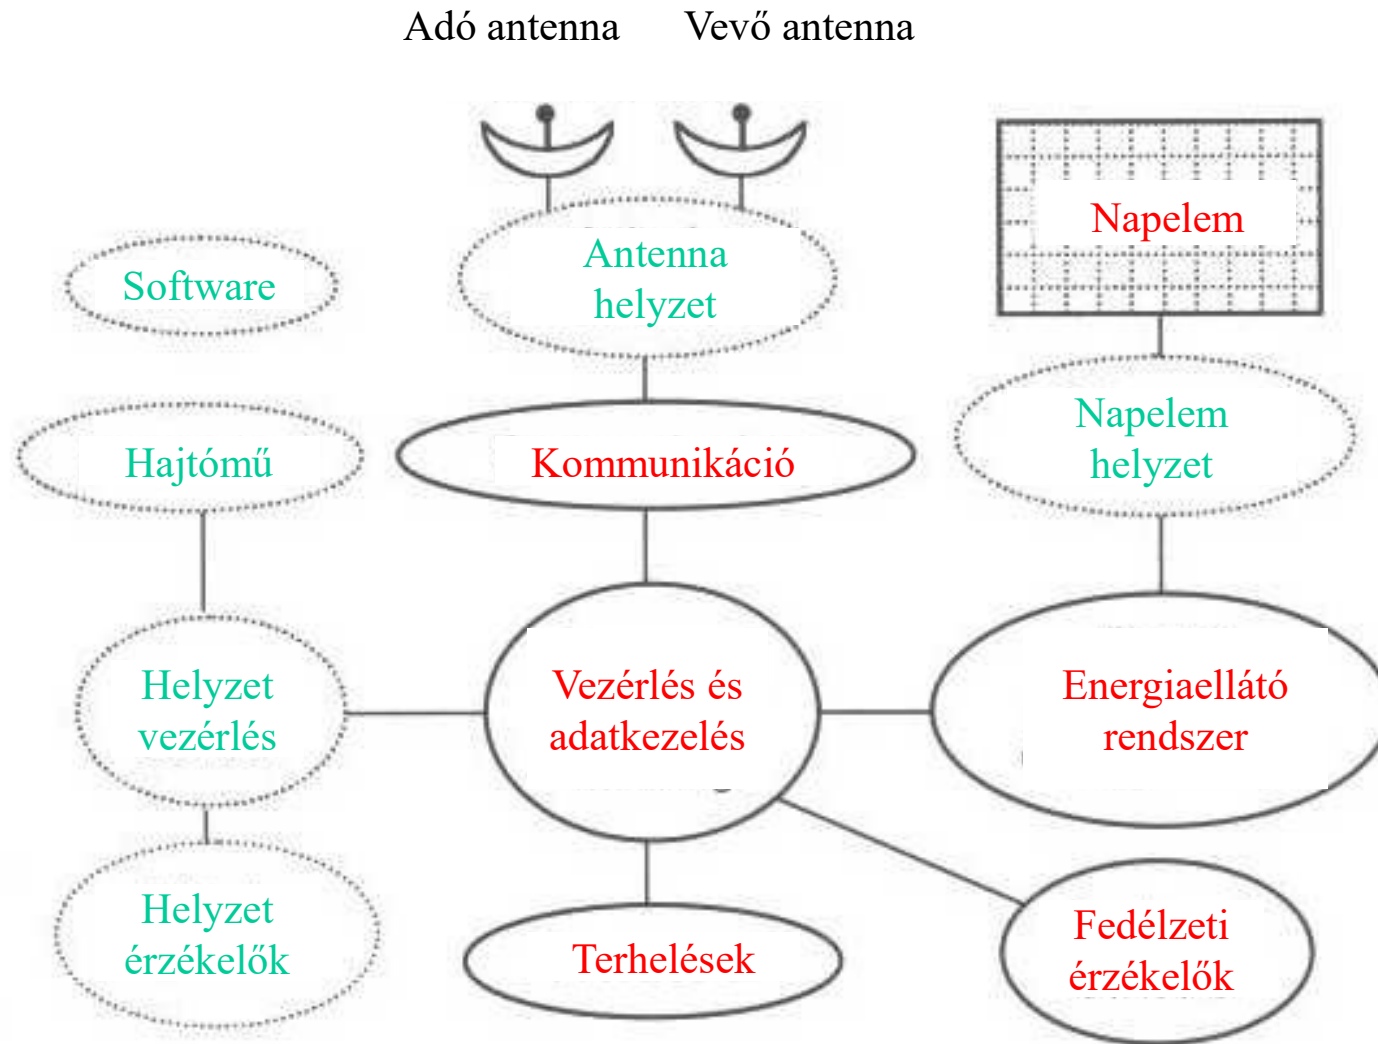 Adó antenna Vevő antenna
Antenna
helyzet
Napelem
Software
Napelem
helyzet
Hajtómű
Kommunikáció
Helyzet
vezérlés
Vezérlés és
adatkezelés
Energiaellátó
rendszer
Helyzet
érzékelők
Terhelések
Fedélzeti
érzékelők